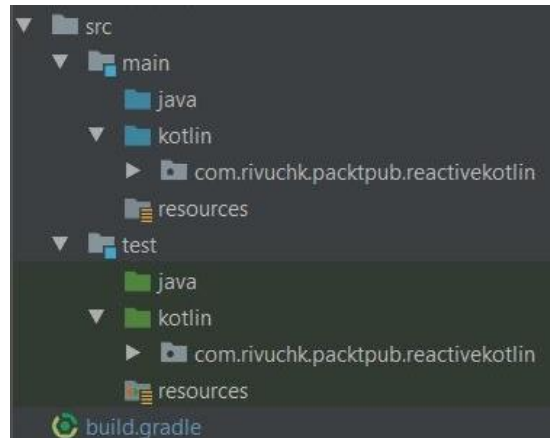 src
main
java
kotlin
com.rivuchk.packtpub.reactivekotlin
resources
test
java
kotlin
com.rivuchk.packtpub.reactivekotlin
resources
build.gradle